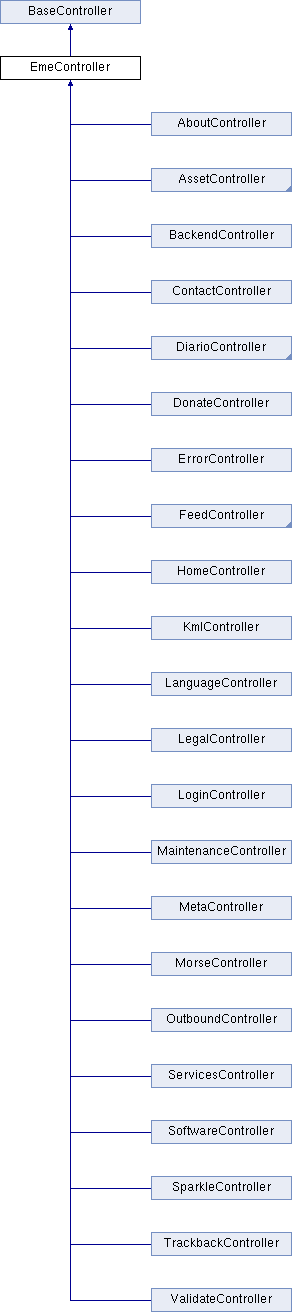 BaseController
EmeController
AboutController
AssetController
BackendController
ContactController
DiarioController
DonateController
ErrorController
FeedController
HomeController
KmlController
LanguageController
LegalController
LoginController
MaintenanceController
MetaController
MorseController
OutboundController
ServicesController
SoftwareController
SparkleController
TrackbackController
ValidateController